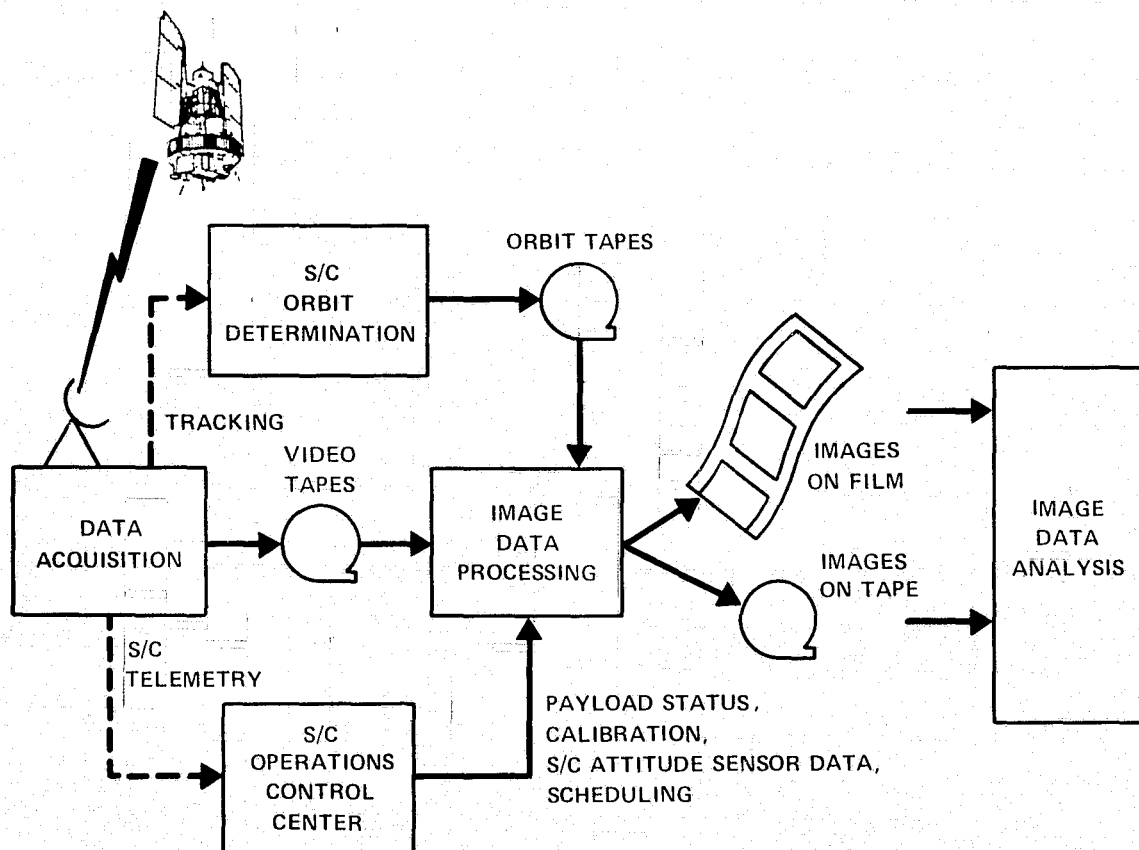 S/C
ORBIT
DETERMINATION
ORBIT TAPES
TRACKING
VIDEO
TAPES
DATA
ACQUISITION
IMAGE
DATA
PROCESSING
IMAGES
ON FILM
IMAGES
ON TAPE
IMAGE
DATA
ANALYSIS
S/C
TELEMETRY
S/C
OPERATIONS
CONTROL
CENTER
PAYLOAD STATUS,
CALIBRATION,
S/C ATTITUDE SENSOR DATA,
SCHEDULING